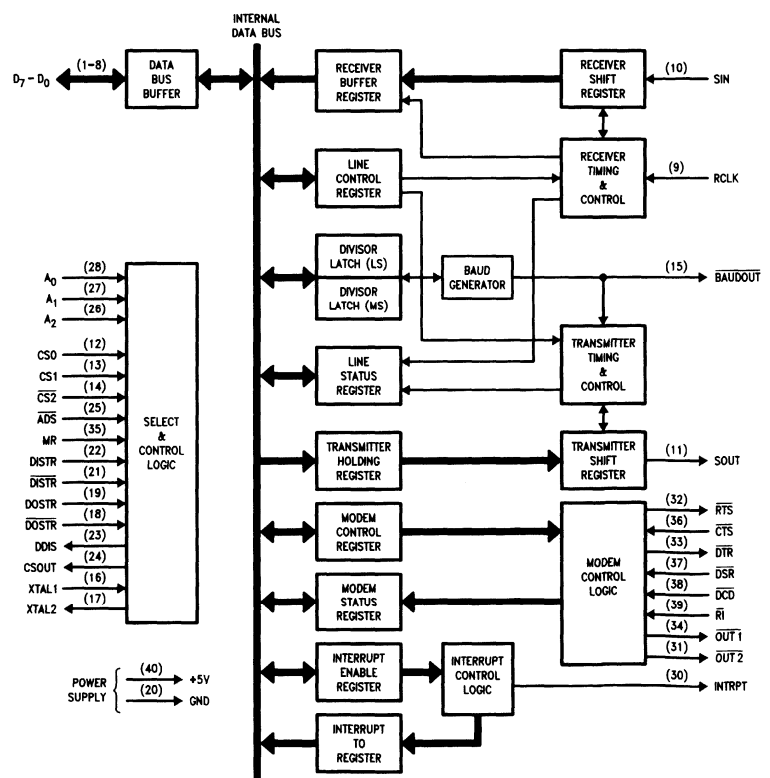 INTERNAL
DATA BUS
D7 - D0
(1-8)
DATA
BUS
BUFFER
RECEIVER
BUFFER
REGISTER
RECEIVER
SHIFT
REGISTER
(10)
SIN
LINE
CONTROL
REGISTER
RECEIVER
TIMING
&
CONTROL
(9)
RCLK
DIVISOR
LATCH (LS)
DIVISOR
LATCH (MS)
BAUD
GENERATOR
(15)
BAUDOUT
LINE
STATUS
REGISTER
TRANSMITTER
TIMING
&
CONTROL
TRANSMITTER
HOLDING
REGISTER
TRANSMITTER
SHIFT
REGISTER
(11)
SOUT
MODEM
CONTROL
REGISTER
MODEM
STATUS
REGISTER
MODEM
CONTROL
LOGIC
(32) RTS
(36) CTS
(33) DTR
(37) DSR
(38) DCD
(39) RI
(34) OUT 1
(31) OUT 2
INTERRUPT
ENABLE
REGISTER
INTERRUPT
CONTROL
LOGIC
(30)
INTRPT
INTERRUPT
TO
REGISTER
A0 (28)
A1 (27)
A2 (26)
CS0 (12)
CS1 (13)
CS2 (14)
ADS (25)
MR (35)
DISTR (22)
DISTR (21)
DOSTR (19)
DOSTR (18)
DDIS (23)
CSOUT (24)
XTAL1 (16)
XTAL2 (17)
SELECT
&
CONTROL
LOGIC
POWER
SUPPLY
(40) +5V
(20) GND